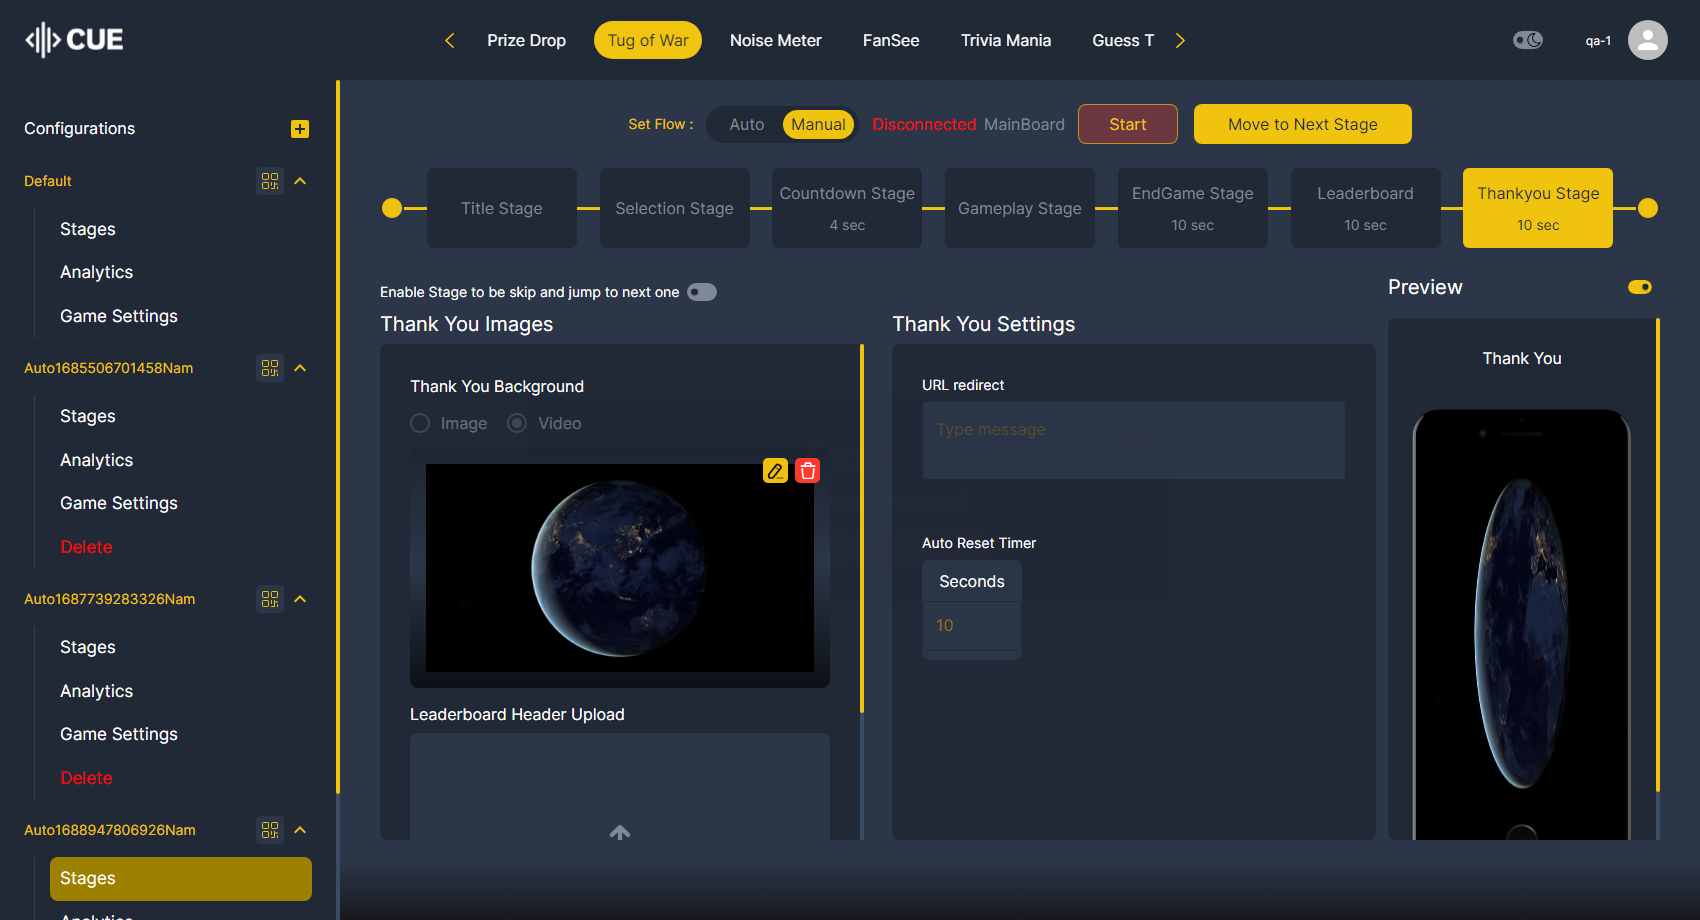 CUE
Prize Drop
Tug of War
Noise Meter
FanSee
Trivia Mania
Guess T
qa-1
Configurations
Default
Stages
Analytics
Game Settings
Auto1685506701458Nam
Stages
Analytics
Game Settings
Delete
Auto1687739283326Nam
Stages
Analytics
Game Settings
Delete
Auto1688947806926Nam
Stages
Analytics
Set Flow :
Auto
Manual
Disconnected MainBoard
Start
Move to Next Stage
Title Stage
Selection Stage
Countdown Stage
4 sec
Gameplay Stage
EndGame Stage
10 sec
Leaderboard
10 sec
Thankyou Stage
10 sec
Enable Stage to be skip and jump to next one
Thank You Images
Thank You Background
Image
Video
Leaderboard Header Upload
Thank You Settings
URL redirect
Type message
Auto Reset Timer
Seconds
10
Preview
Thank You